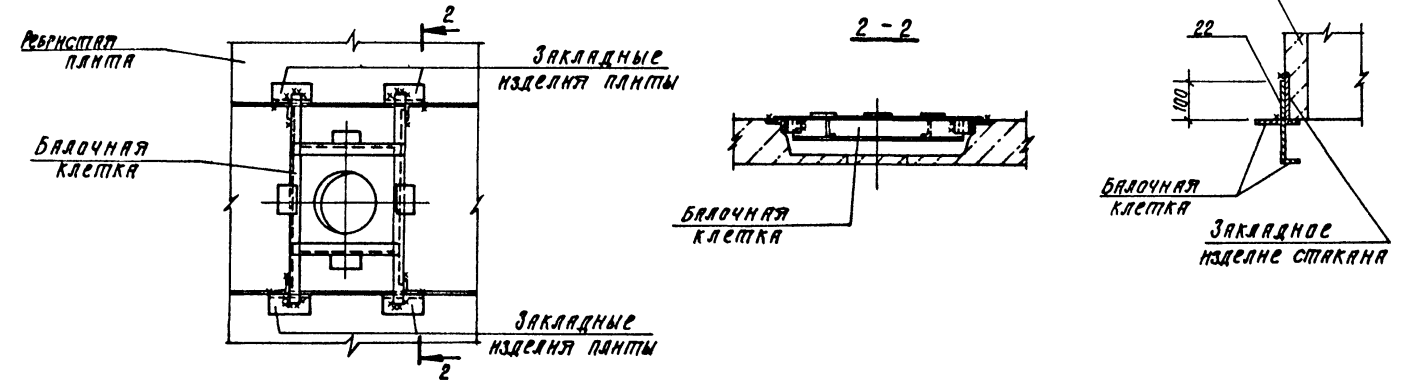 2
Ребристая
плита
Закладные
изделия плиты
Балочная
клетка
Закладные
изделия плиты
2
2 - 2
Балочная
клетка
22
100
Балочная
клетка
Закладное
изделие стакана